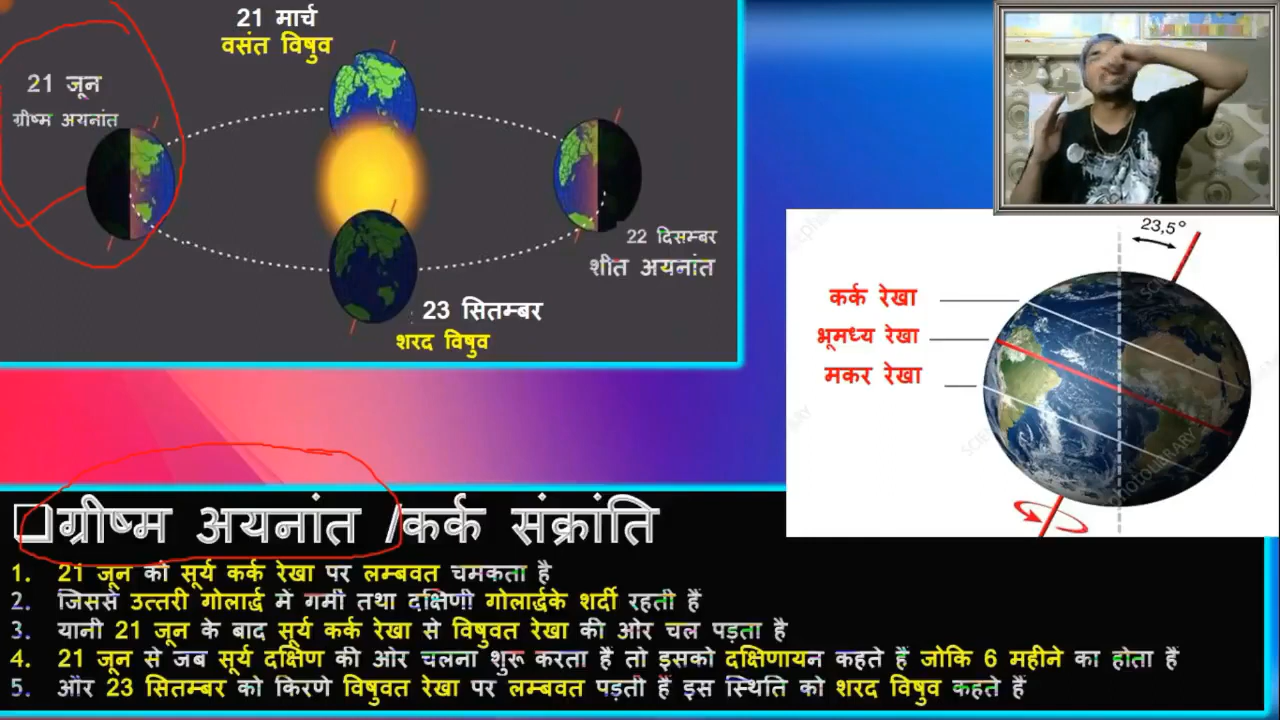 21 मार्च
वसंत विषुव
21 जून
ग्रीष्म अयनांत
22 दिसम्बर
शीत अयनांत
23 सितम्बर
शरद विषुव
23,5°
कर्क रेखा
भूमध्य रेखा
मकर रेखा
ग्रीष्म अयनांत /कर्क संक्रांति
1. 21 जून को सूर्य कर्क रेखा पर लम्बवत चमकता है
2. जिससे उत्तरी गोलार्द्ध में गर्मी तथा दक्षिणी गोलार्द्धके शर्दी रहती हैं
3. यानी 21 जून के बाद सूर्य कर्क रेखा से विषुवत रेखा की ओर चल पड़ता है
4. 21 जून से जब सूर्य दक्षिण की ओर चलना शुरू करता हैं तो इसको दक्षिणायन कहते हैं जोकि 6 महीने का होता हैं
5. और 23 सितम्बर को किरणे विषुवत रेखा पर लम्बवत पड़ती हैं इस स्थिति को शरद विषुव कहते हैं